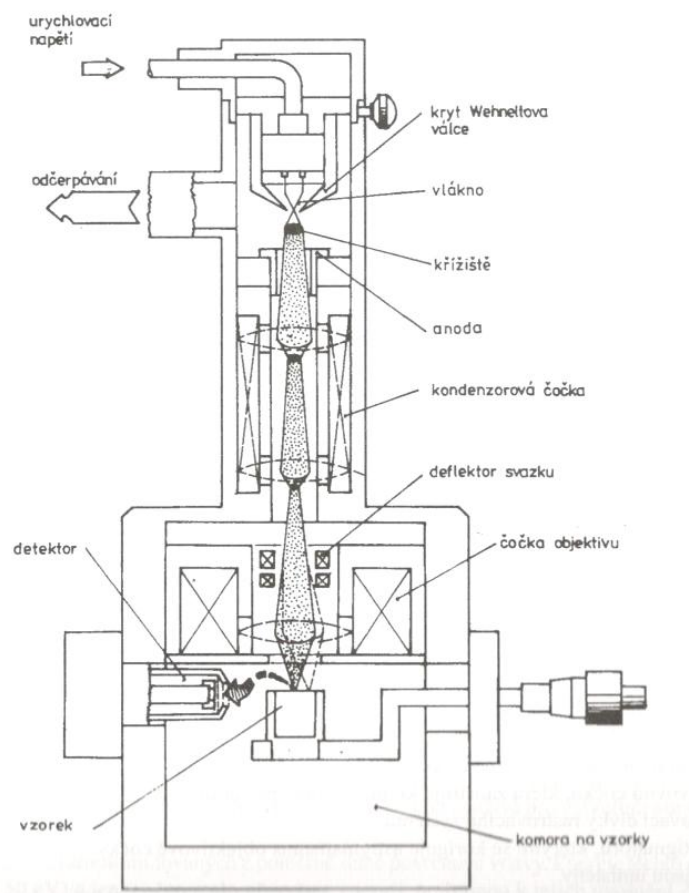 urychlovací
napětí
kryt Wehneltova
válce
odčerpávání
vlákno
křížiště
anoda
kondenzorová čočka
deflektor svazku
detektor
čočka objektivu
vzorek
komora na vzorky